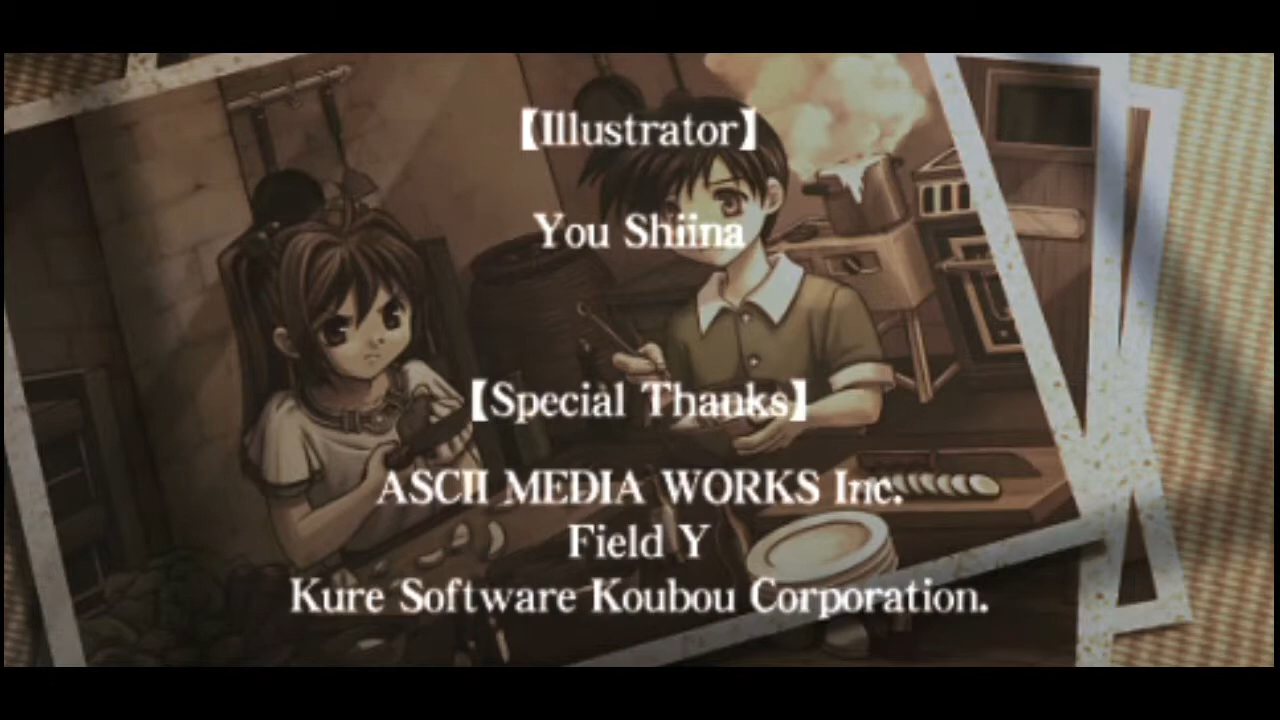 【Illustrator】
You Shiina
【Special Thanks】
ASCII MEDIA WORKS Inc.
Field Y
Kure Software Koubou Corporation.